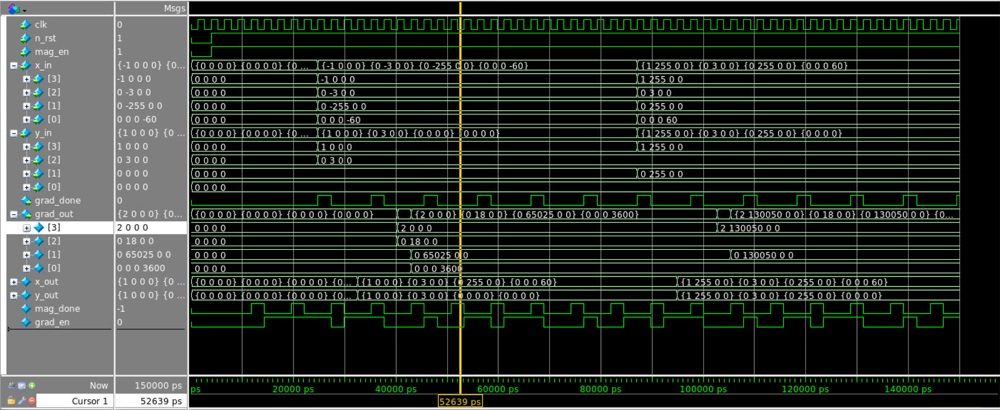 Msgs
clk 0
n_rst 1
mag_en 1
x_in {-1 0 0 0} {0... {0 0 0 0} {0 0 0 0} {0 ... {-1 0 0 0} {0 -3 0 0} {0 -255 0 0} {0 0 0 -60} {1 255 0 0} {0 3 0 0} {0 255 0 0} {0 0 0 60}
[3] -1 0 0 0 0 0 0 0 -1 0 0 0 1 255 0 0
[2] 0 -3 0 0 0 0 0 0 0 -3 0 0 0 3 0 0
[1] 0 -255 0 0 0 0 0 0 0 -255 0 0 0 255 0 0
[0] 0 0 0 -60 0 0 0 0 0 0 0 -60 0 0 0 60
y_in {1 0 0 0} {0 ... {0 0 0 0} {0 0 0 0} {0 ... {1 0 0 0} {0 3 0 0} {0 0 0 0} {0 0 0 0} {1 255 0 0} {0 3 0 0} {0 255 0 0} {0 0 0 0}
[3] 1 0 0 0 0 0 0 0 1 0 0 0 1 255 0 0
[2] 0 3 0 0 0 0 0 0 0 3 0 0
[1] 0 0 0 0 0 0 0 0 0 255 0 0
[0] 0 0 0 0 0 0 0 0
grad_done 0
grad_out {2 0 0 0} {0... {0 0 0 0} {0 0 0 0} {0 0 0 0} {0 0 0 0} {2 0 0 0} {0 18 0 0} {0 65025 0 0} {0 0 0 3600} {2 130050 0 0} {0 18 0 0} {0 130050 0 0} {0...
[3] 2 0 0 0 0 0 0 0 2 0 0 0 2 130050 0 0
[2] 0 18 0 0 0 0 0 0 0 18 0 0
[1] 0 65025 0 0 0 0 0 0 0 65025 0 0 0 130050 0 0
[0] 0 0 0 3600 0 0 0 0 0 0 0 3600
x_out {1 0 0 0} {0 ... {0 0 0 0} {0 0 0 0} {0 0 0 0} {0... {1 0 0 0} {0 3 0 0} {0 255 0 0} {0 0 0 60} {1 255 0 0} {0 3 0 0} {0 255 0 0} {0 0 0 60}
y_out {1 0 0 0} {0 ... {0 0 0 0} {0 0 0 0} {0 0 0 0} {0... {1 0 0 0} {0 3 0 0} {0 0 0 0} {0 0 0 0} {1 255 0 0} {0 3 0 0} {0 255 0 0} {0 0 0 0}
mag_done -1
grad_en 0
Now 150000 ps ps 20000 ps 40000 ps 60000 ps 80000 ps 100000 ps 120000 ps 140000 ps
Cursor 1 52639 ps 52639 ps